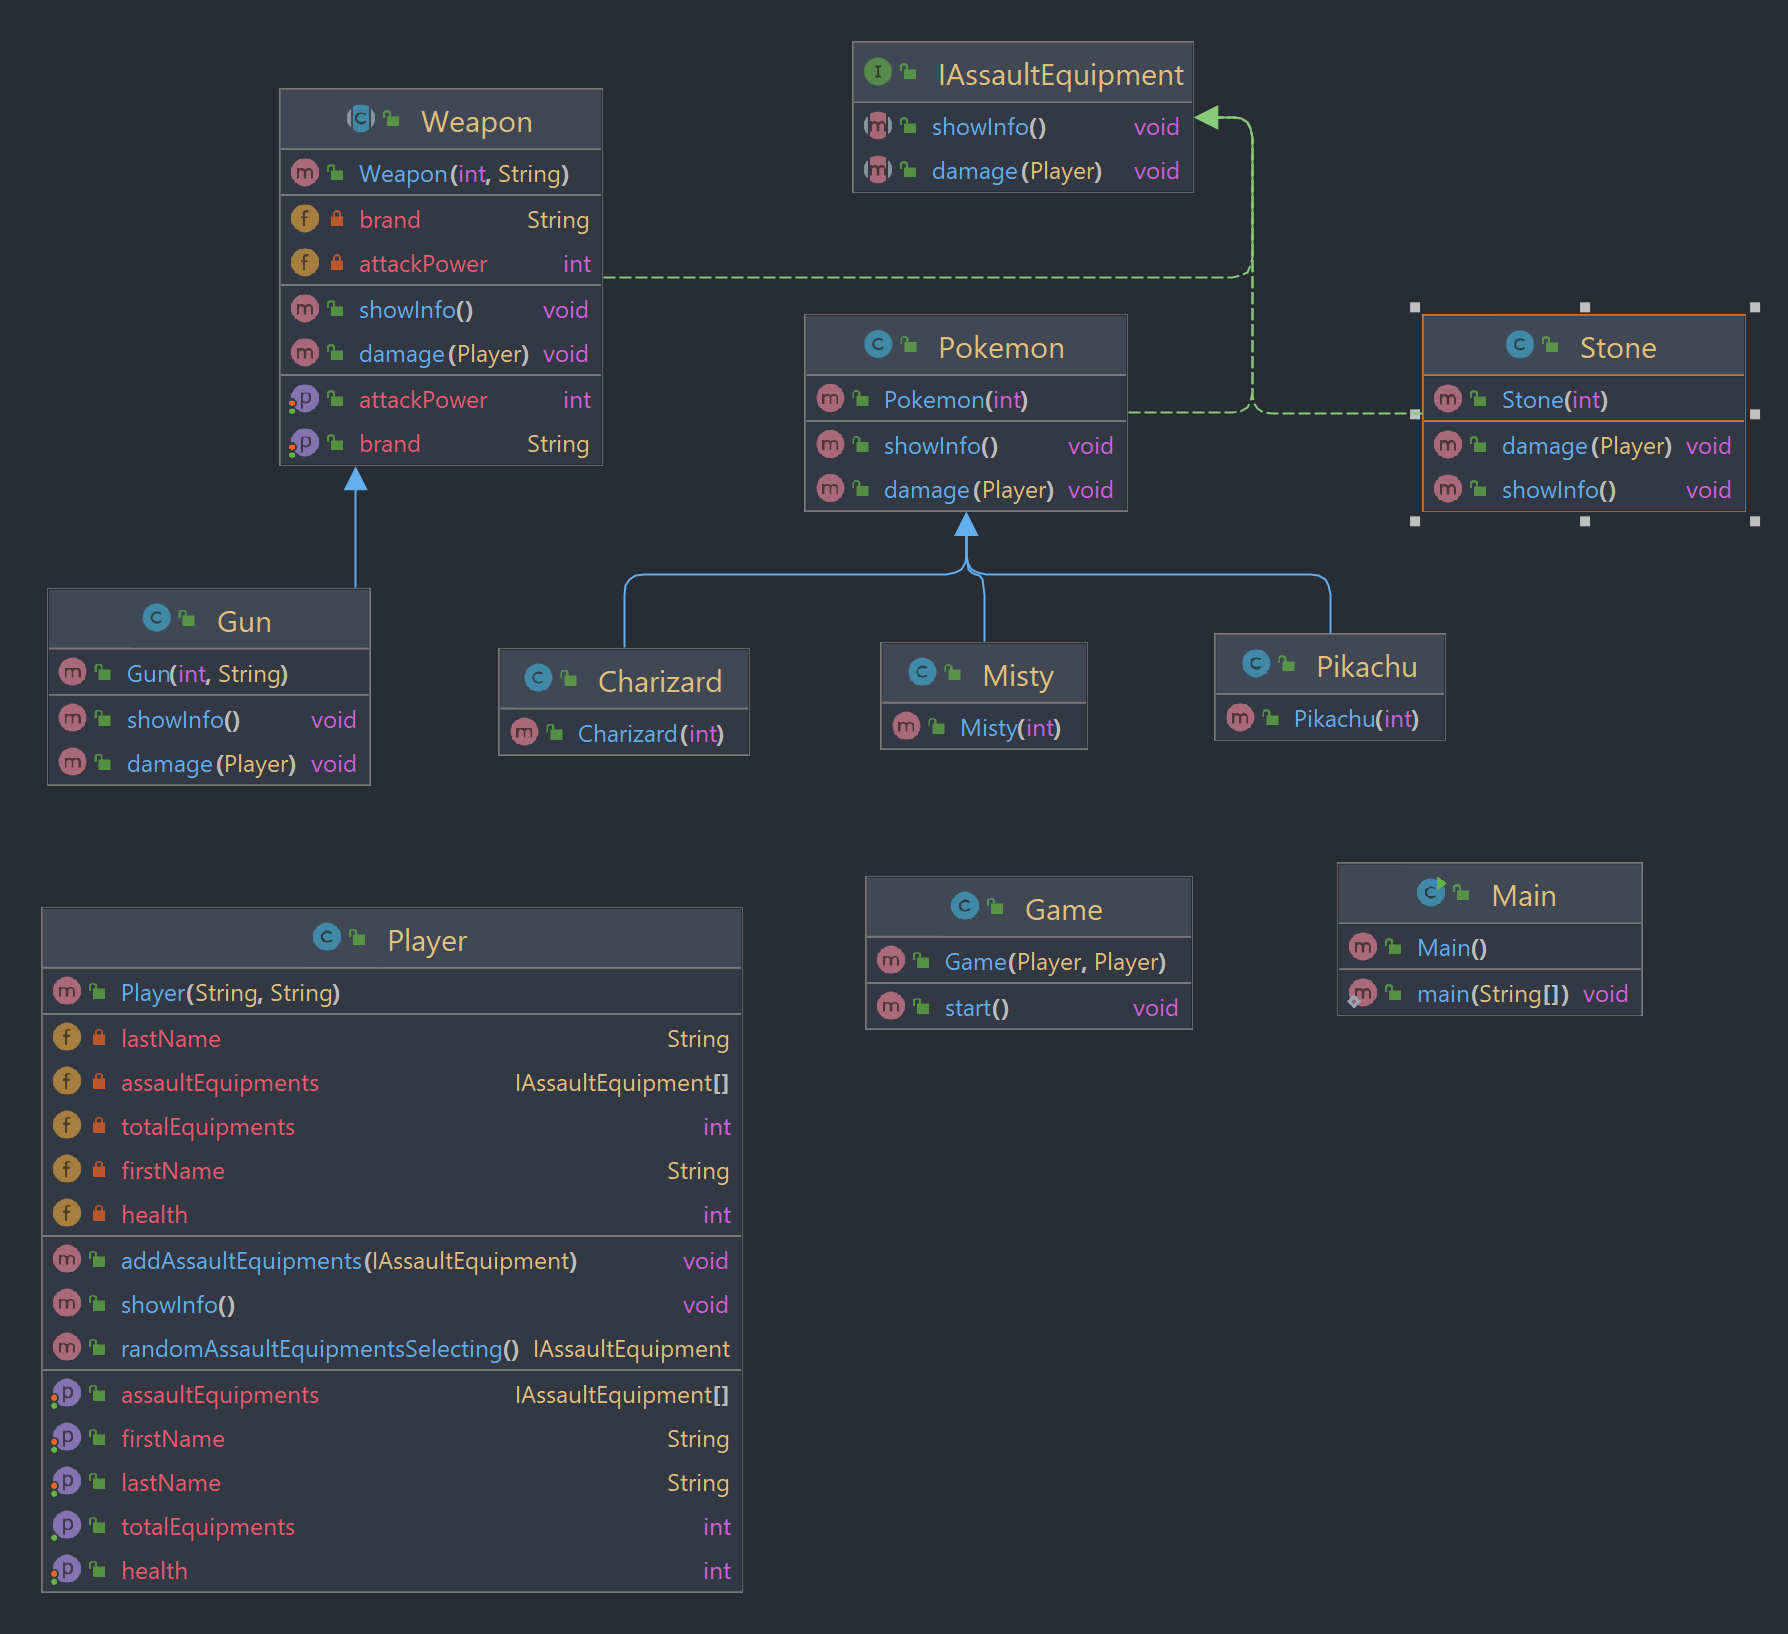 IAssaultEquipment
showInfo() void
damage(Player) void
Weapon
Weapon(int, String)
brand String
attackPower int
showInfo() void
damage(Player) void
attackPower int
brand String
Pokemon
Pokemon(int)
showInfo() void
damage(Player) void
Stone
Stone(int)
damage(Player) void
showInfo() void
Gun
Gun(int, String)
showInfo() void
damage(Player) void
Charizard
Charizard(int)
Misty
Misty(int)
Pikachu
Pikachu(int)
Player
Player(String, String)
lastName String
assaultEquipments IAssaultEquipment[]
totalEquipments int
firstName String
health int
addAssaultEquipments(IAssaultEquipment) void
showInfo() void
randomAssaultEquipmentsSelecting() IAssaultEquipment
assaultEquipments IAssaultEquipment[]
firstName String
lastName String
totalEquipments int
health int
Game
Game(Player, Player)
start() void
Main
Main()
main(String[]) void